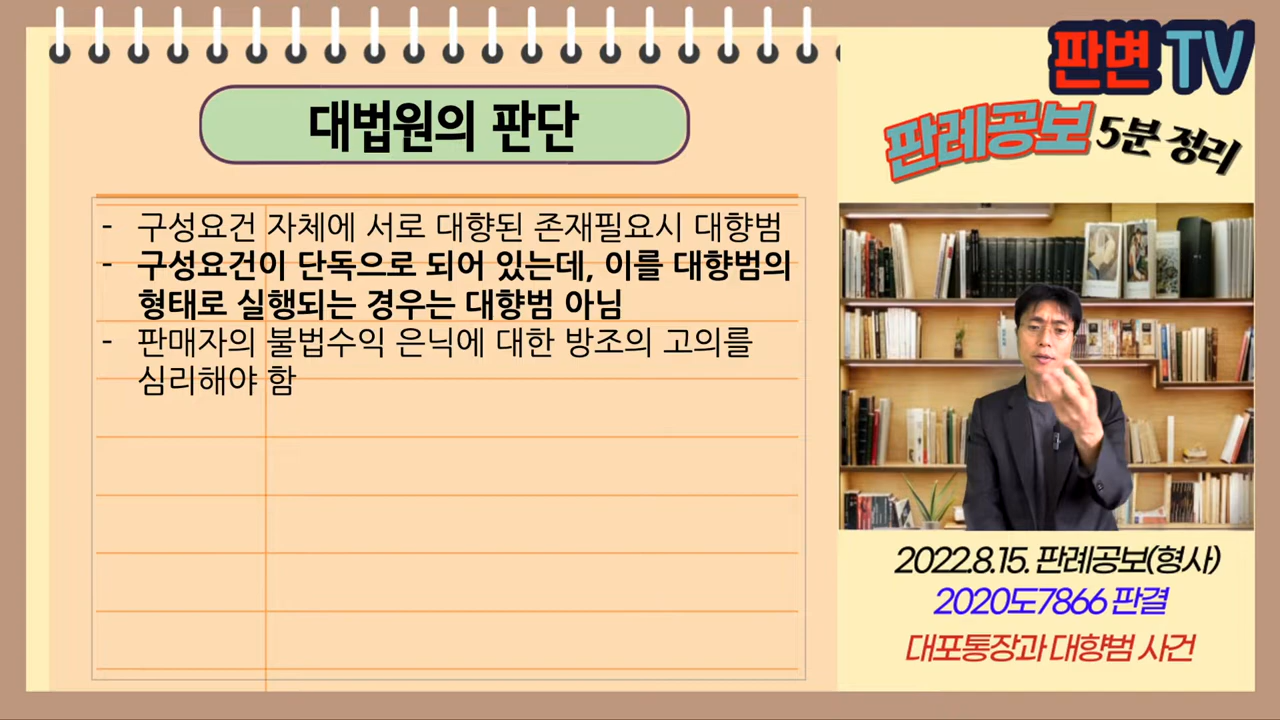 판변 TV
판례공보 5분 정리
대법원의 판단
- 구성요건 자체에 서로 대향된 존재필요시 대향범
- 구성요건이 단독으로 되어 있는데, 이를 대향범의
형태로 실행되는 경우는 대향범 아님
- 판매자의 불법수익 은닉에 대한 방조의 고의를
심리해야 함
2022.8.15. 판례공보(형사)
2020도7866 판결
대포통장과 대향범 사건